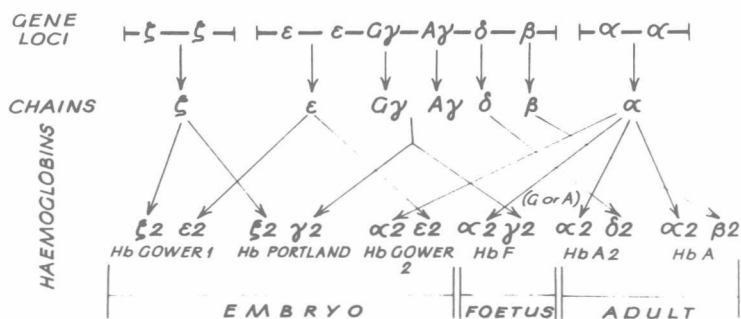 GENE LOCI ζ ζ ε ε Gγ Aγ δ β α α
CHAINS ζ ε Gγ Aγ δ β α
HAEMOGLOBINS
(G or A)
ζ2 ε2 ζ2 γ2 α2 ε2 α2 γ2 α2 δ2 α2 β2
Hb GOWER 1 Hb PORTLAND Hb GOWER 2 Hb F Hb A2 Hb A
EMBRYO FOETUS ADULT